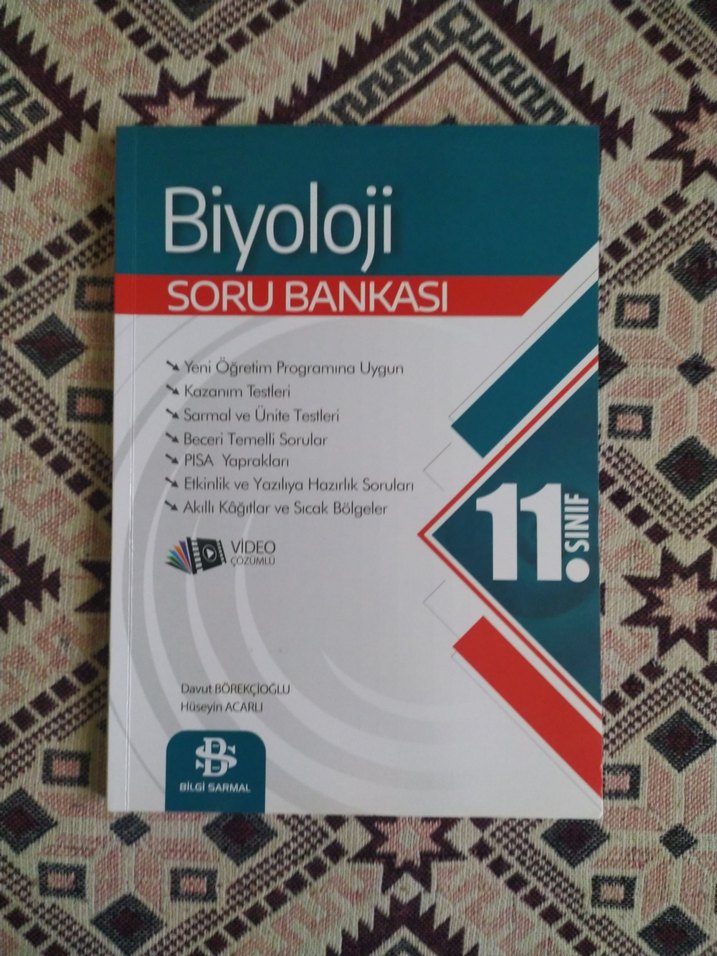 Biyoloji
SORU BANKASI
Yeni Öğretim Programına Uygun
Kazanım Testleri
Sarmal ve Ünite Testleri
Beceri Temelli Sorular
PISA Yaprakları
Etkinlik ve Yazılıya Hazırlık Soruları
Akıllı Kâğıtlar ve Sıcak Bölgeler
VİDEO
ÇÖZÜMLÜ
11. SINIF
Davut BÖREKÇİOĞLU
Hüseyin ACARLI
BS
BİLGİ SARMAL